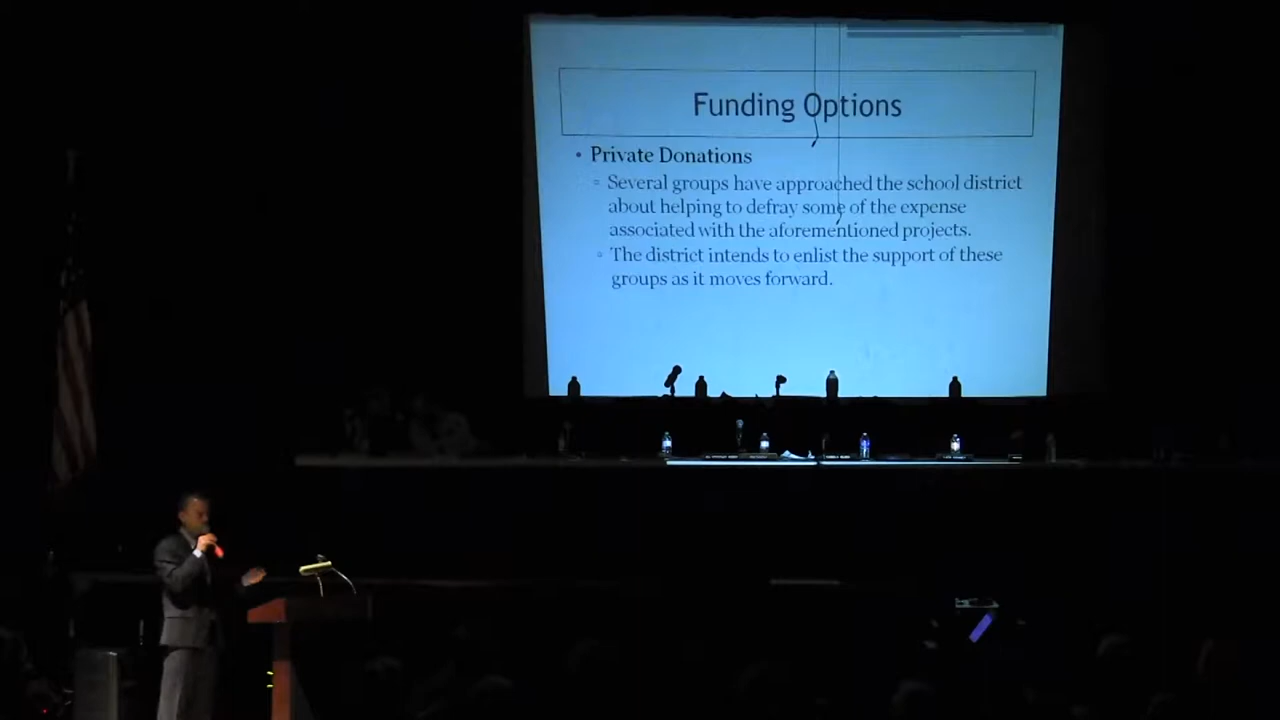 Funding Options
• Private Donations
▫ Several groups have approached the school district
about helping to defray some of the expense
associated with the aforementioned projects.
▫ The district intends to enlist the support of these
groups as it moves forward.